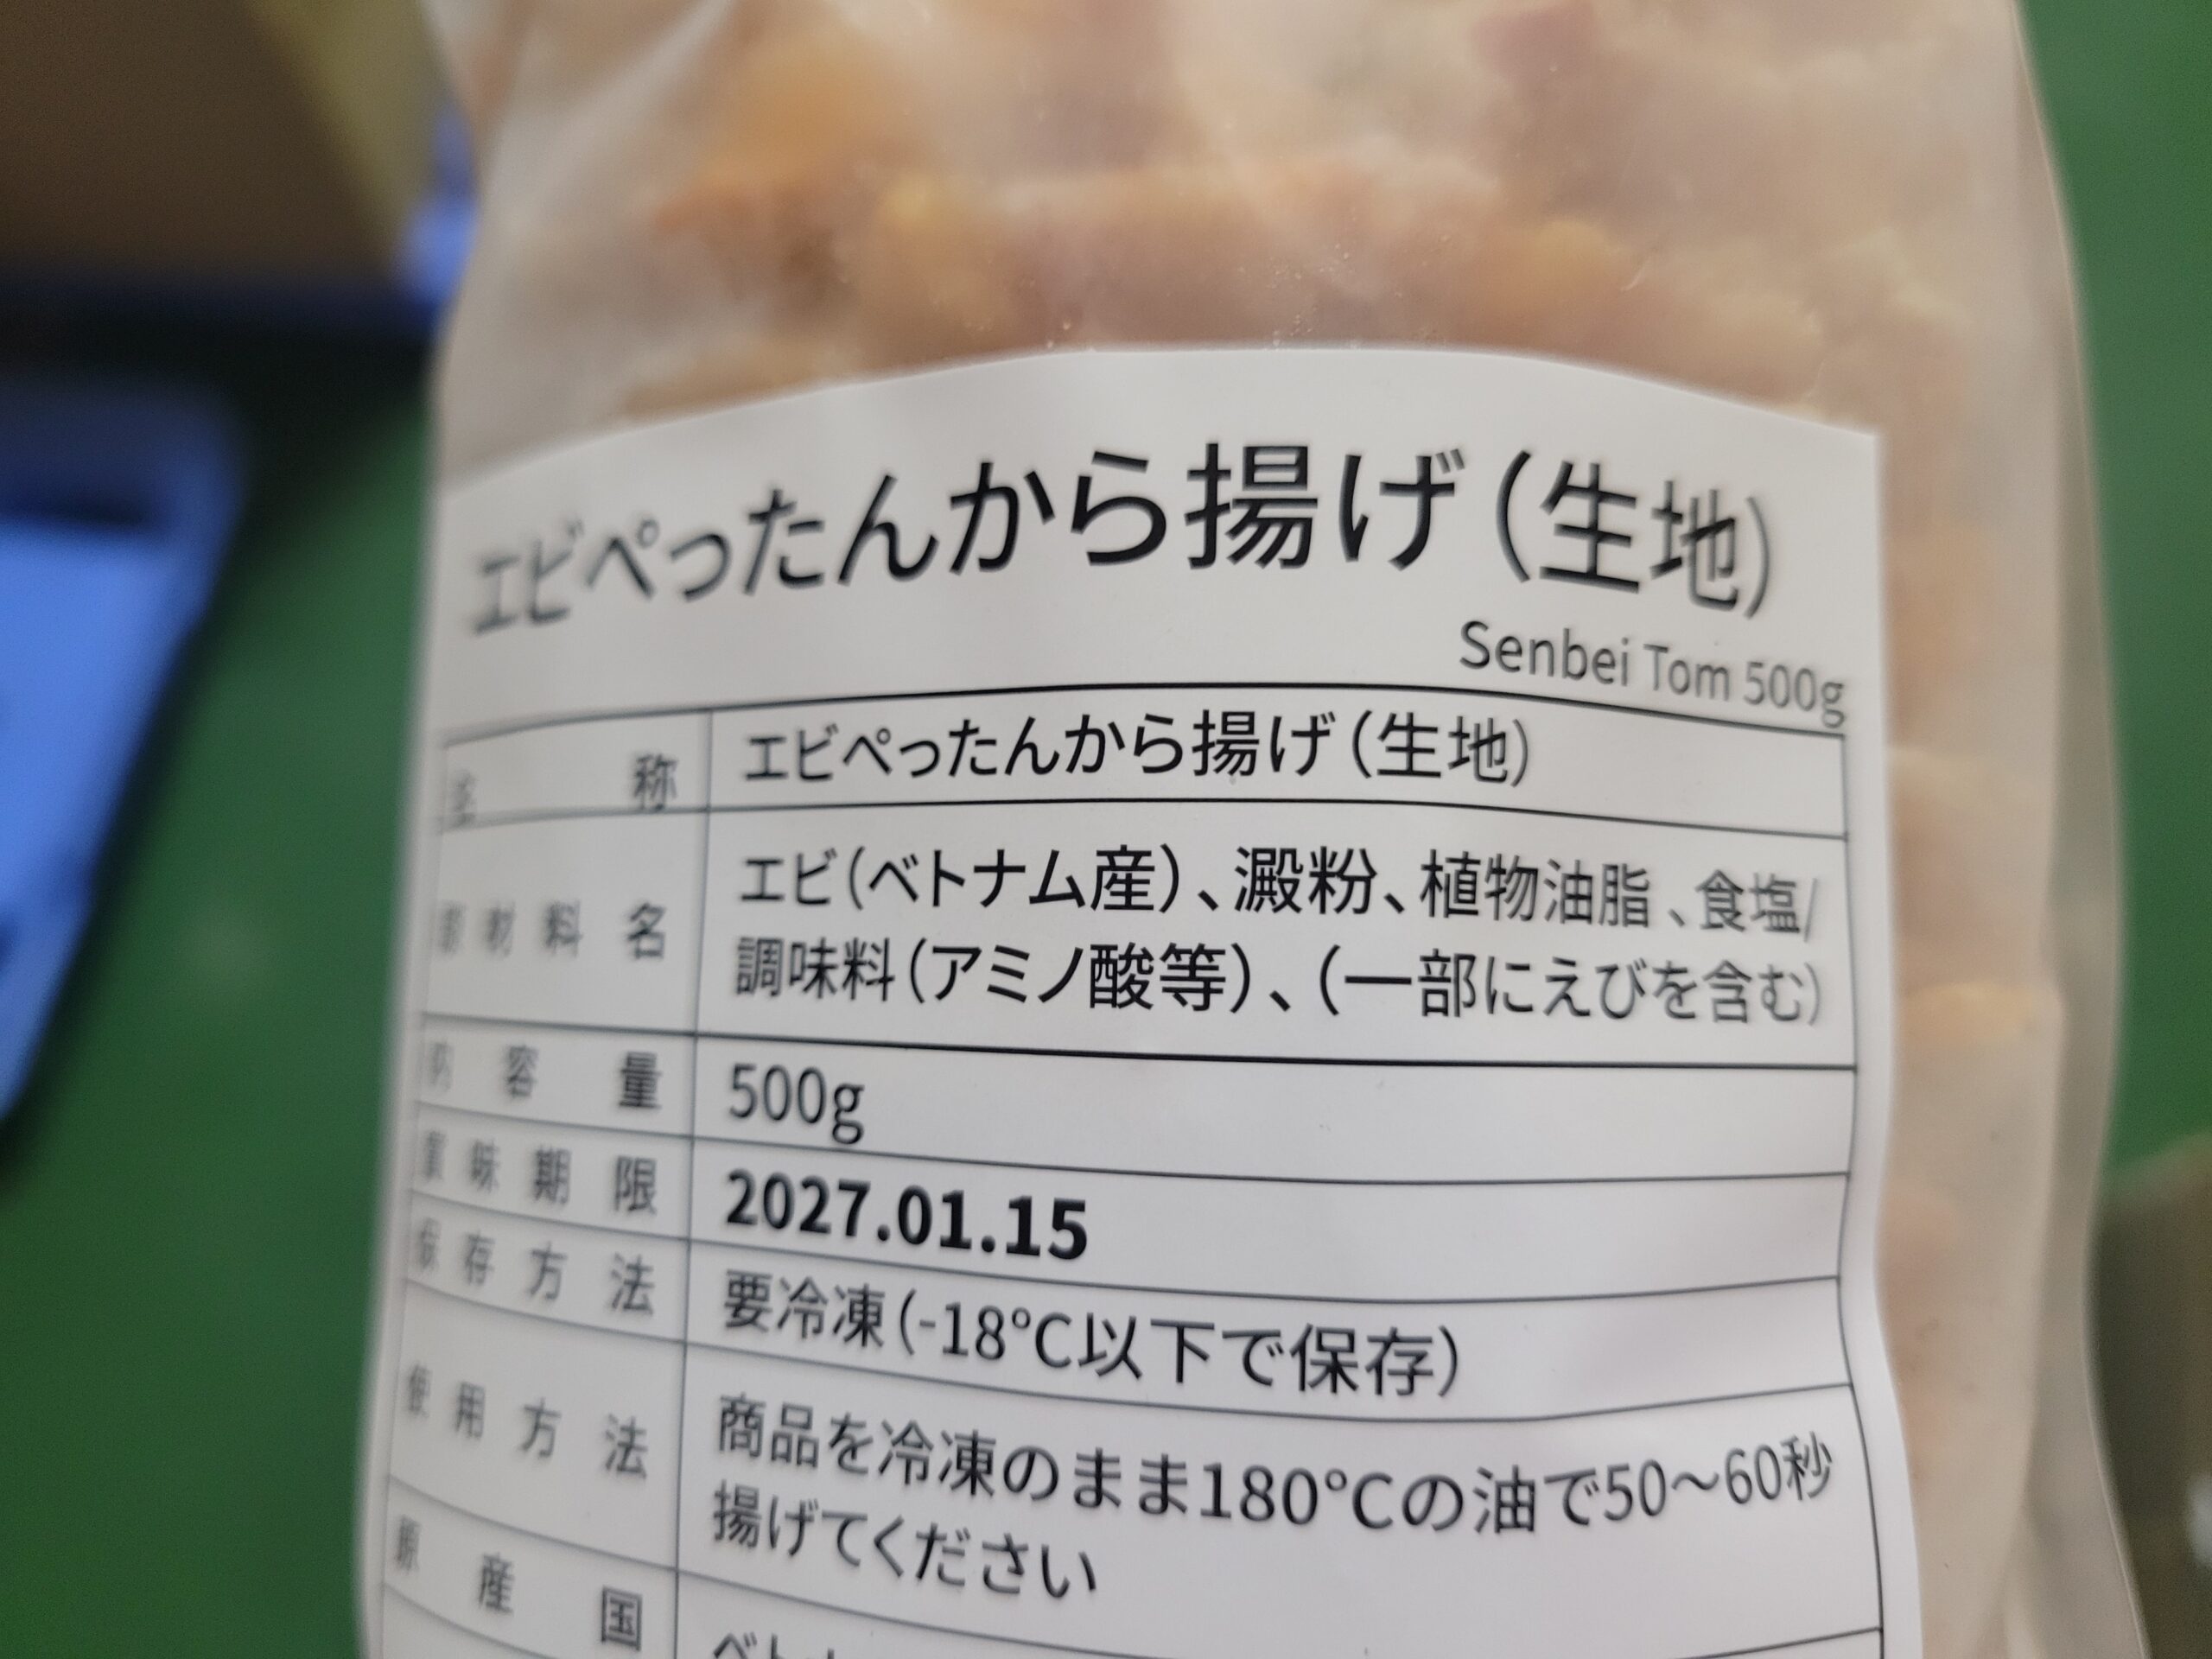 エビぺったんから揚げ（生地）
Senbei Tom 500g
名称 エビぺったんから揚げ（生地）
原材料名 エビ（ベトナム産）、澱粉、植物油脂、食塩/
調味料（アミノ酸等）、（一部にえびを含む）
内容量 500g
賞味期限 2027.01.15
保存方法 要冷凍（-18℃以下で保存）
使用方法 商品を冷凍のまま180℃の油で50～60秒
揚げてください
原産国